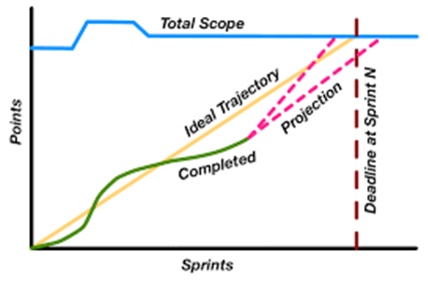 Total Scope
Ideal Trajectory
Projection
Completed
Deadline at Sprint N
Points
Sprints